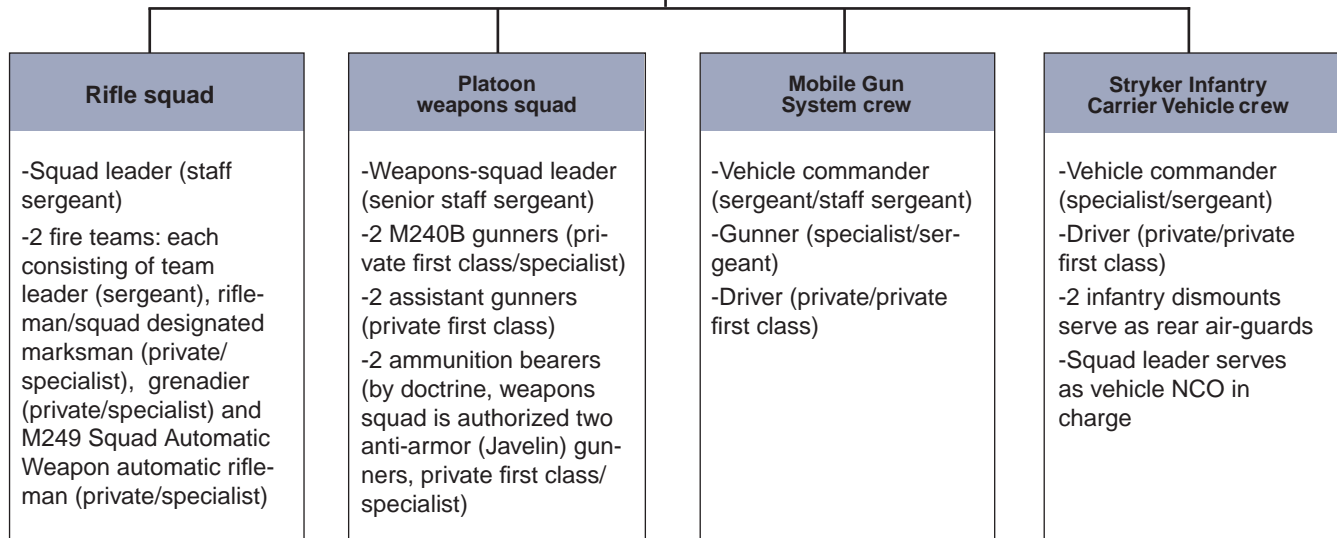 Rifle squad
-Squad leader (staff
sergeant)
-2 fire teams: each
consisting of team
leader (sergeant), rifle-
man/squad designated
marksman (private/
specialist),  grenadier
(private/specialist) and
M249 Squad Automatic
Weapon automatic rifle-
man (private/specialist)
Platoon
weapons squad
-Weapons-squad leader
(senior staff sergeant)
-2 M240B gunners (pri-
vate first class/specialist)
-2 assistant gunners
(private first class)
-2 ammunition bearers
(by doctrine, weapons
squad is authorized two
anti-armor (Javelin) gun-
ners, private first class/
specialist)
Mobile Gun
System crew
-Vehicle commander
(sergeant/staff sergeant)
-Gunner (specialist/ser-
geant)
-Driver (private/private
first class)
Stryker Infantry
Carrier Vehicle crew
-Vehicle commander
(specialist/sergeant)
-Driver (private/private
first class)
-2 infantry dismounts
serve as rear air-guards
-Squad leader serves
as vehicle NCO in
charge